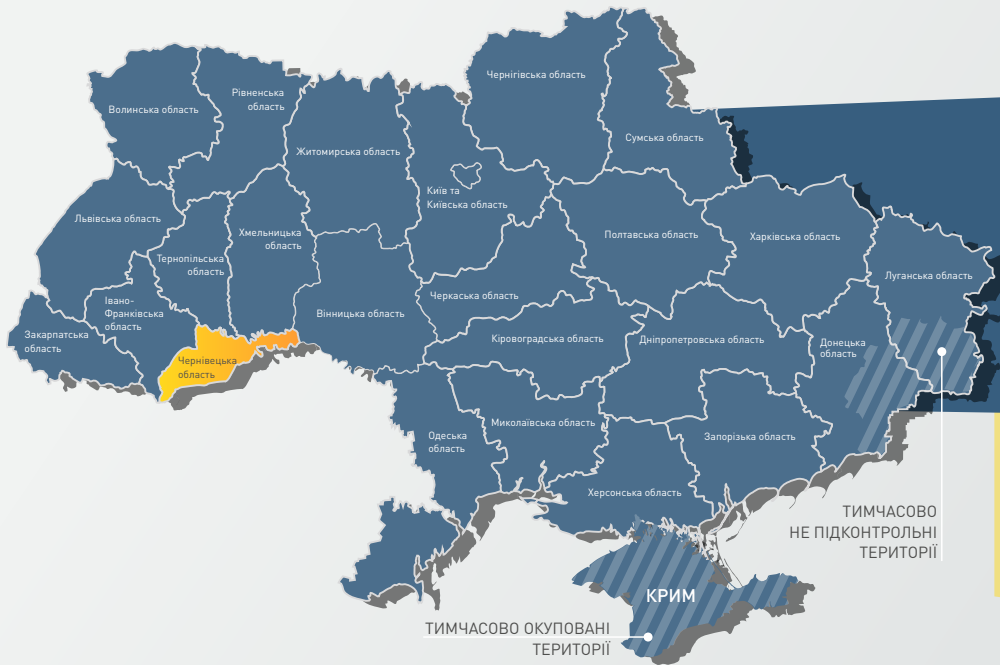 Чернігівська область
Рівненська
область
Волинська область
Сумська область
Житомирська область
Київ та
Київська область
Львівська область
Хмельницька
область
Полтавська область
Харківська область
Тернопільська
область
Луганська область
Івано-
Франківська
область
Черкаська область
Вінницька область
Закарпатська
область
Кіровоградська область
Дніпропетровська область
Донецька
область
Чернівецька
область
Одеська
область
Миколаївська область
Запорізька область
Херсонська область
ТИМЧАСОВО
НЕ ПІДКОНТРОЛЬНІ
ТЕРИТОРІЇ
КРИМ
ТИМЧАСОВО ОКУПОВАНІ
ТЕРИТОРІЇ